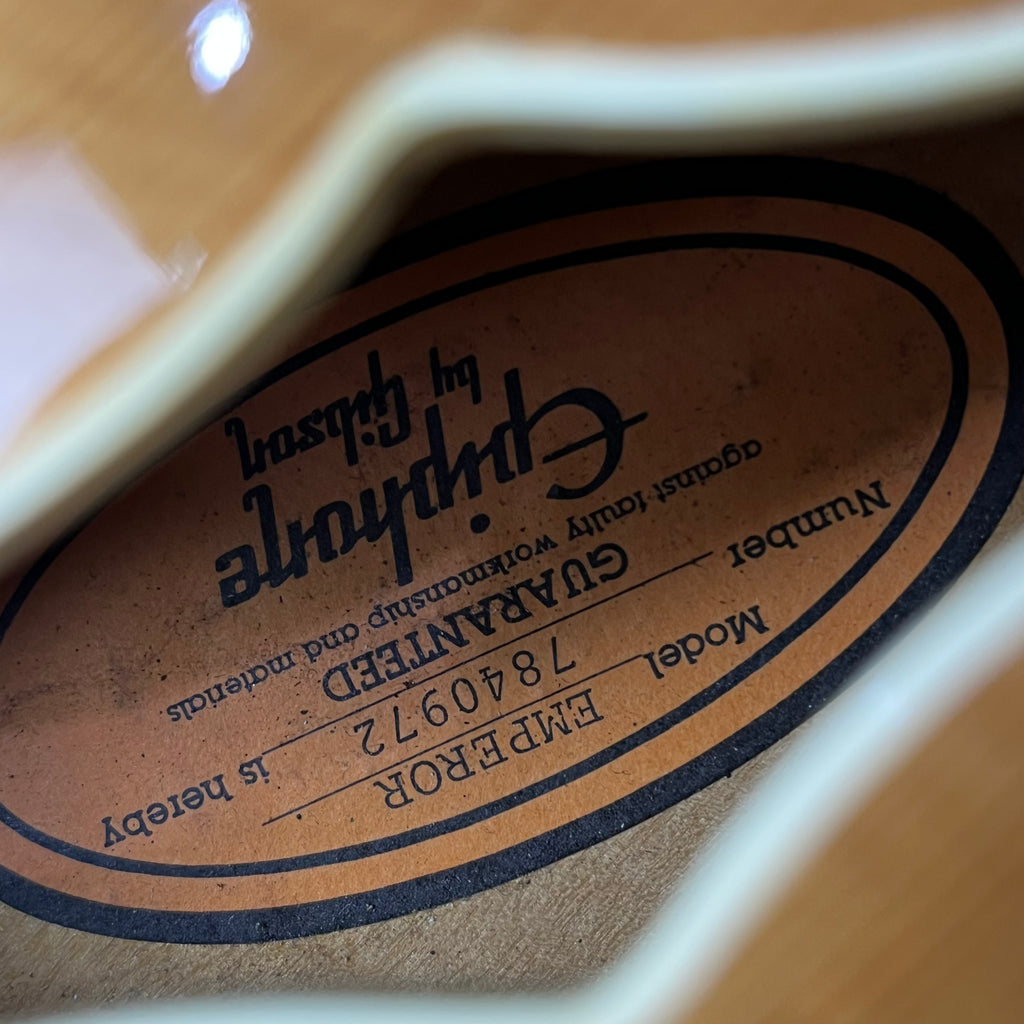 Model EMPEROR
Number 7840972 is hereby
GUARANTEED
against faulty workmanship and materials.
Epiphone
by Gibson